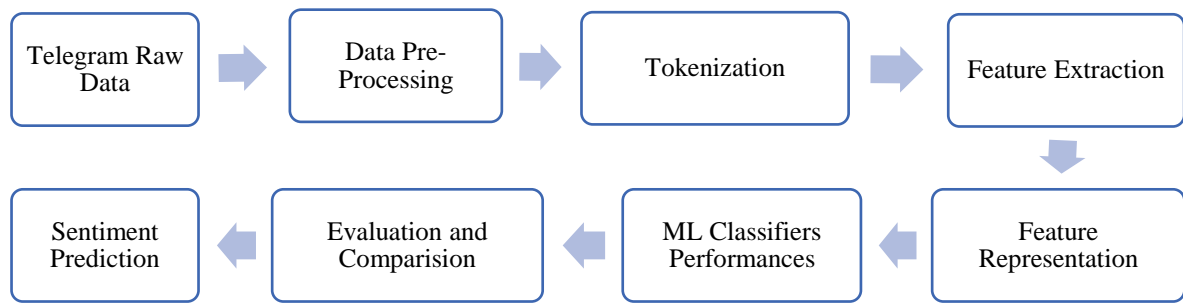 Telegram Raw
Data
Data Pre-
Processing
Tokenization
Feature Extraction
Sentiment
Prediction
Evaluation and
Comparision
ML Classifiers
Performances
Feature
Representation